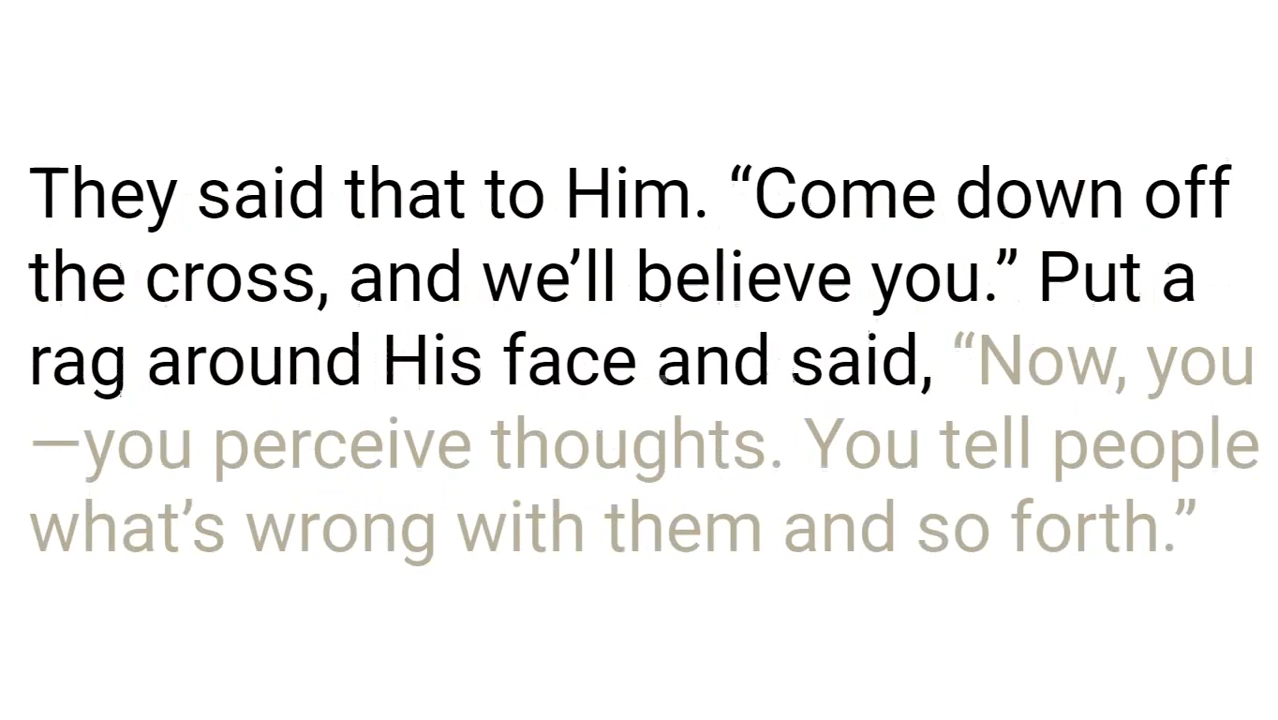 They said that to Him. “Come down off
the cross, and we’ll believe you.” Put a
rag around His face and said, “Now, you
—you perceive thoughts. You tell people
what’s wrong with them and so forth.”